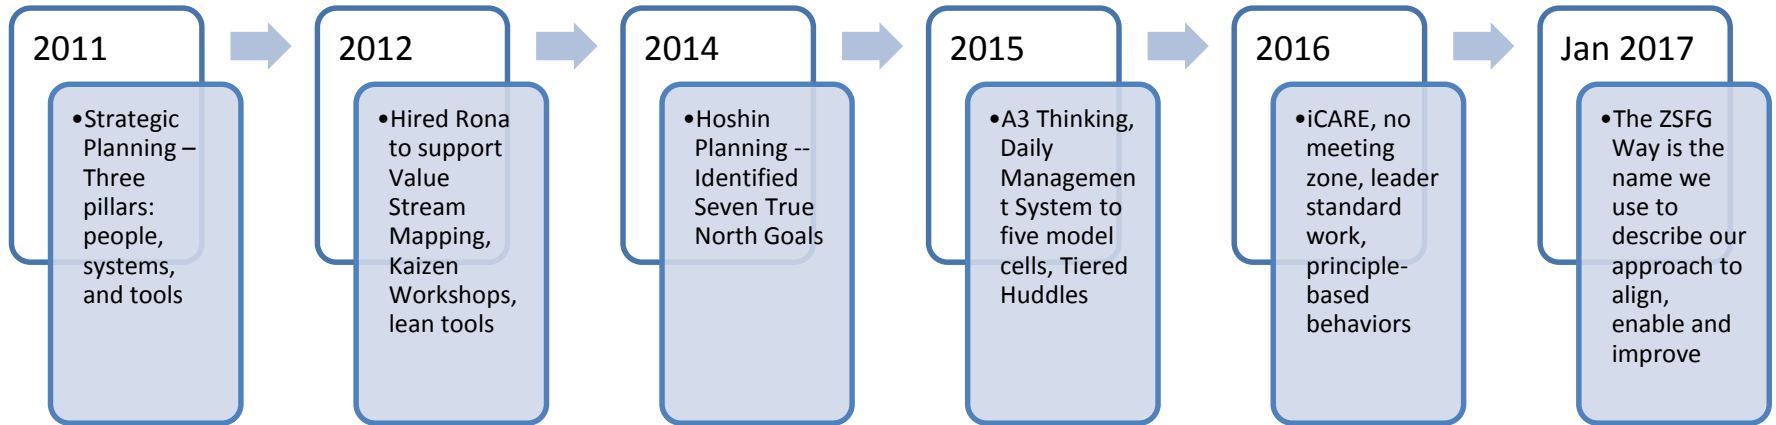 2011
•Strategic
Planning –
Three
pillars:
people,
systems,
and tools
2012
•Hired Rona
to support
Value
Stream
Mapping,
Kaizen
Workshops,
lean tools
2014
•Hoshin
Planning --
Identified
Seven True
North Goals
2015
•A3 Thinking,
Daily
Managemen
t System to
five model
cells, Tiered
Huddles
2016
•iCARE, no
meeting
zone, leader
standard
work,
principle-
based
behaviors
Jan 2017
•The ZSFG
Way is the
name we
use to
describe our
approach to
align,
enable and
improve